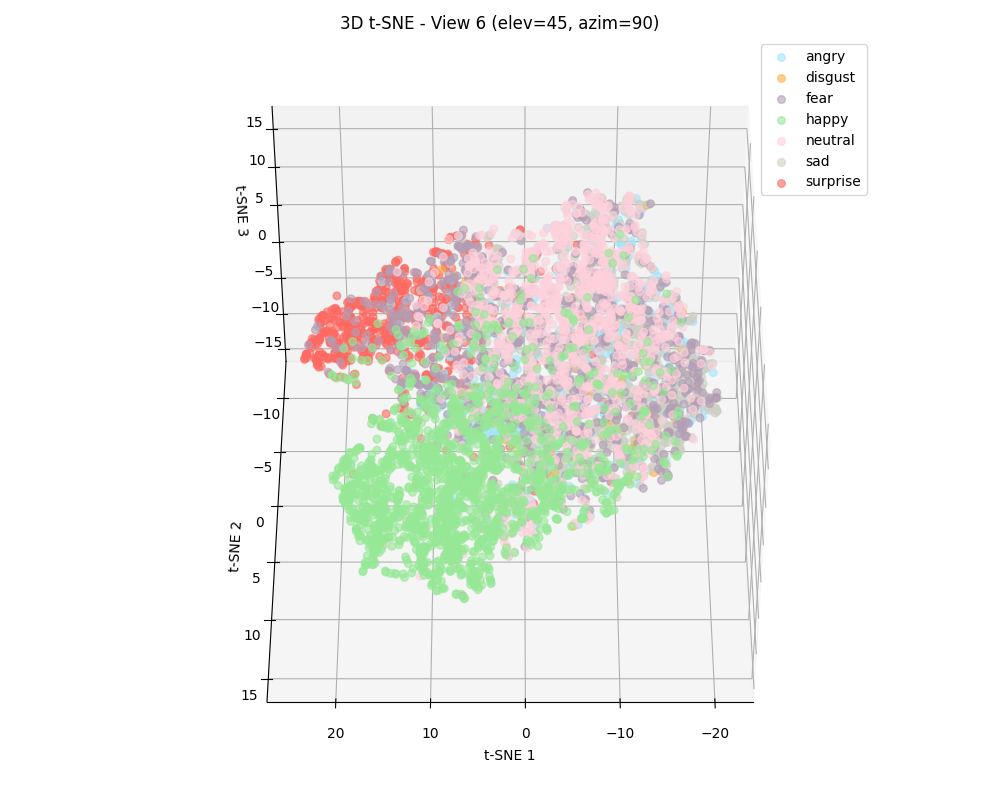 3D t-SNE - View 6 (elev=45, azim=90)
angry
disgust
fear
happy
neutral
sad
surprise
15
10
5
0
−5
−10
−15
t-SNE 3
−10
−5
0
5
10
15
t-SNE 2
20
10
0
−10
−20
t-SNE 1